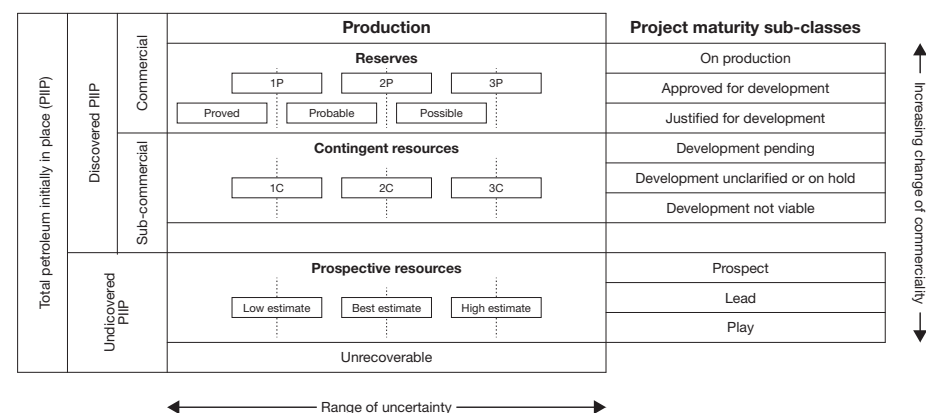 Production
Project maturity sub-classes
Total petroleum initially in place (PIIP)
Discovered PIIP
Commercial
Reserves
1P
2P
3P
Proved
Probable
Possible
On production
Approved for development
Justified for development
Sub-commercial
Contingent resources
1C
2C
3C
Development pending
Development unclarified or on hold
Development not viable
Undicovered
PIIP
Prospective resources
Low estimate
Best estimate
High estimate
Prospect
Lead
Play
Unrecoverable
Increasing change of commerciality
Range of uncertainty